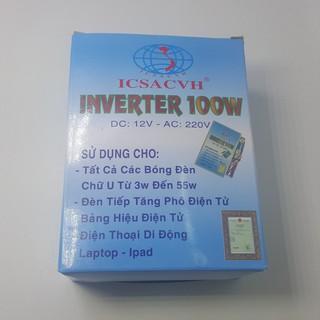 ICSACVH®
INVERTER 100W
DC: 12V - AC: 220V
SỬ DỤNG CHO:
- Tất Cả Các Bóng Đèn
Chữ U Từ 3w Đến 55w
- Đèn Tiếp Tăng Phô Điện Tử
Bảng Hiệu Điện Tử
Điện Thoại Di Động
Laptop - Ipad